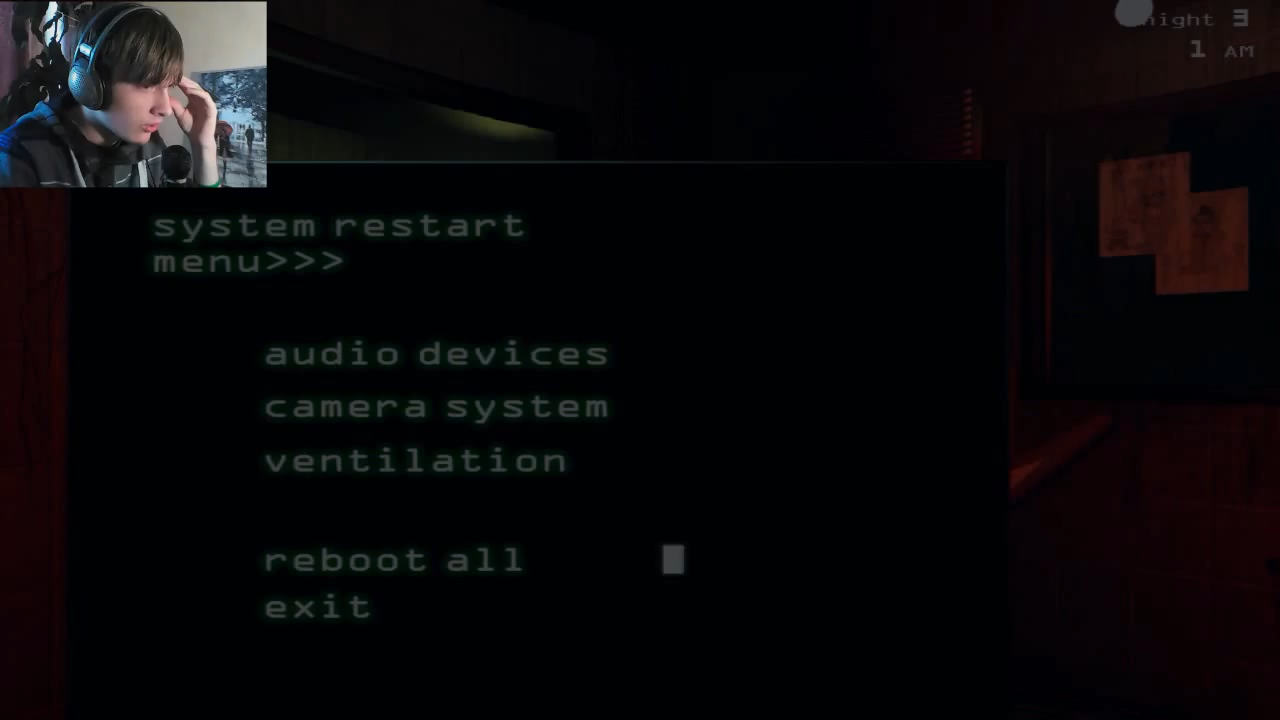 night 3
1 AM
system restart
menu>>>
audio devices
camera system
ventilation
reboot all
exit